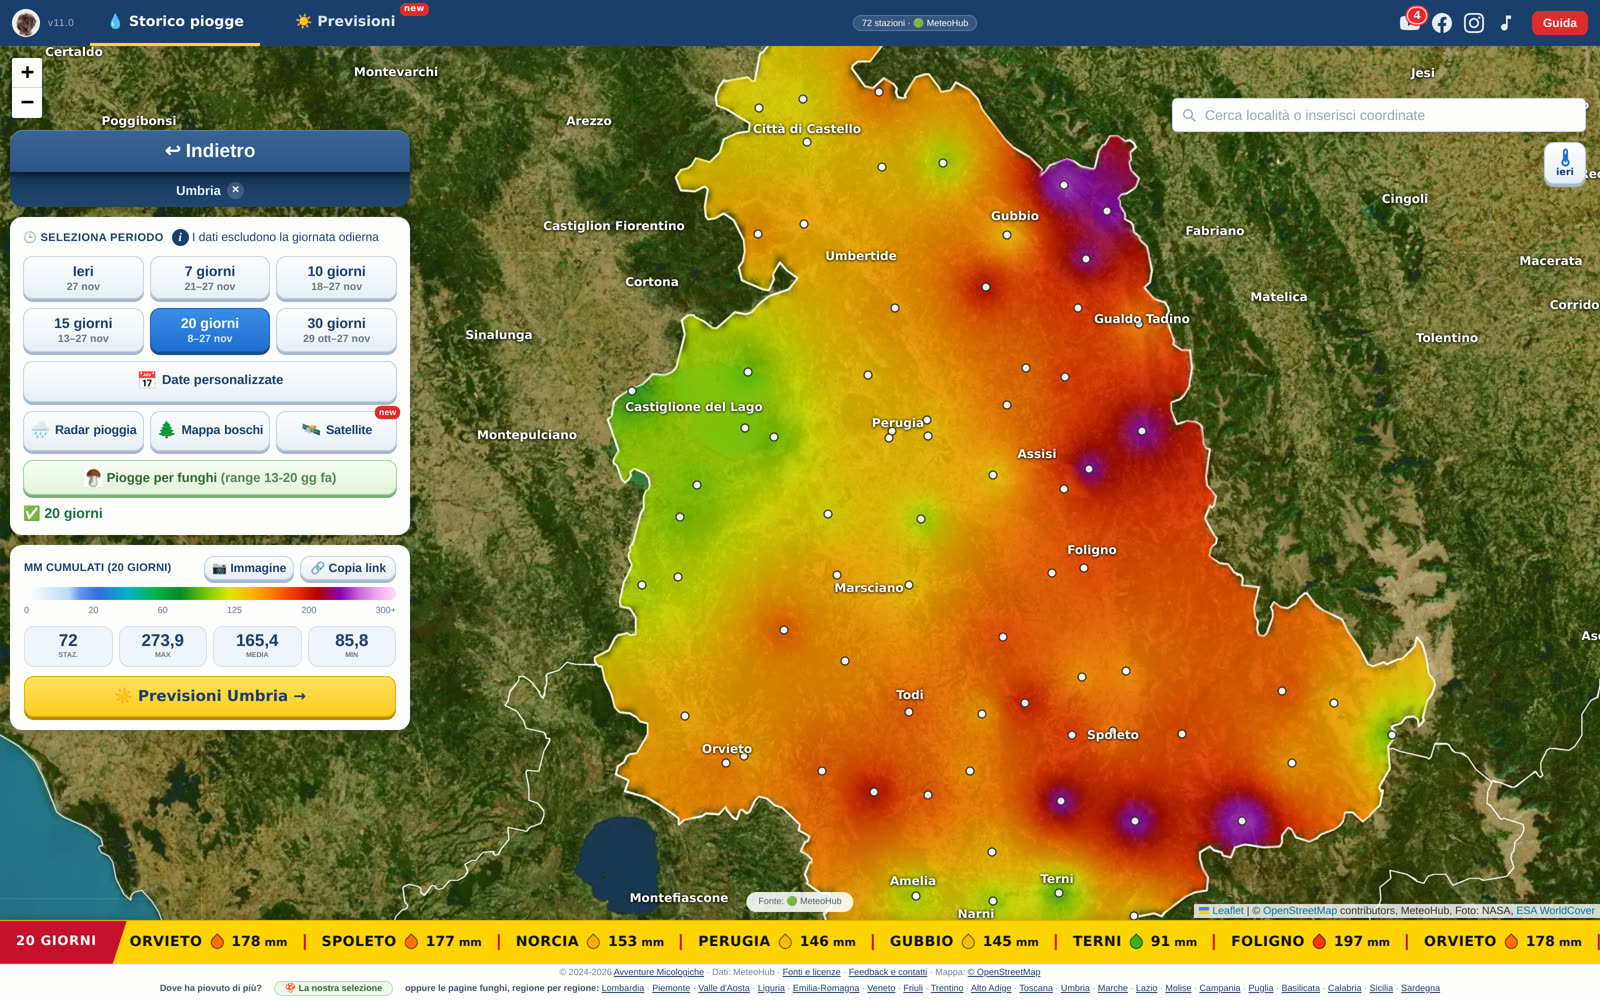 v11.0
Storico piogge
Previsioni
new
72 stazioni · MeteoHub
4
Guida
+
−
Certaldo
Montevarchi
Jesi
Poggibonsi
Arezzo
Città di Castello
Cerca località o inserisci coordinate
ieri
↩ Indietro
Umbria ×
SELEZIONA PERIODO i I dati escludono la giornata odierna
Ieri
27 nov
7 giorni
21–27 nov
10 giorni
18–27 nov
15 giorni
13–27 nov
20 giorni
8–27 nov
30 giorni
29 ott–27 nov
Date personalizzate
Radar pioggia
Mappa boschi
Satellite
new
Piogge per funghi (range 13-20 gg fa)
20 giorni
MM CUMULATI (20 GIORNI)
Immagine
Copia link
0 20 60 125 200 300+
72
STAZ.
273,9
MAX
165,4
MEDIA
85,8
MIN
Previsioni Umbria →
Cingoli
Castiglion Fiorentino
Gubbio
Fabriano
Umbertide
Macerata
Cortona
Matelica
Corrido
Gualdo Tadino
Sinalunga
Tolentino
Castiglione del Lago
Perugia
Montepulciano
Assisi
Foligno
Marsciano
Todi
Spoleto
Orvieto
Amelia
Terni
Montefiascone
Narni
Fonte: MeteoHub
Leaflet | © OpenStreetMap contributors, MeteoHub, Foto: NASA, ESA WorldCover
20 GIORNI
ORVIETO 178 mm | SPOLETO 177 mm | NORCIA 153 mm | PERUGIA 146 mm | GUBBIO 145 mm | TERNI 91 mm | FOLIGNO 197 mm | ORVIETO 178 mm |
© 2024-2026 Avventure Micologiche · Dati: MeteoHub · Fonti e licenze · Feedback e contatti · Mappa: © OpenStreetMap
Dove ha piovuto di più? La nostra selezione oppure le pagine funghi, regione per regione: Lombardia · Piemonte · Valle d'Aosta · Liguria · Emilia-Romagna · Veneto · Friuli · Trentino · Alto Adige · Toscana · Umbria · Marche · Lazio · Molise · Campania · Puglia · Basilicata · Calabria · Sicilia · Sardegna